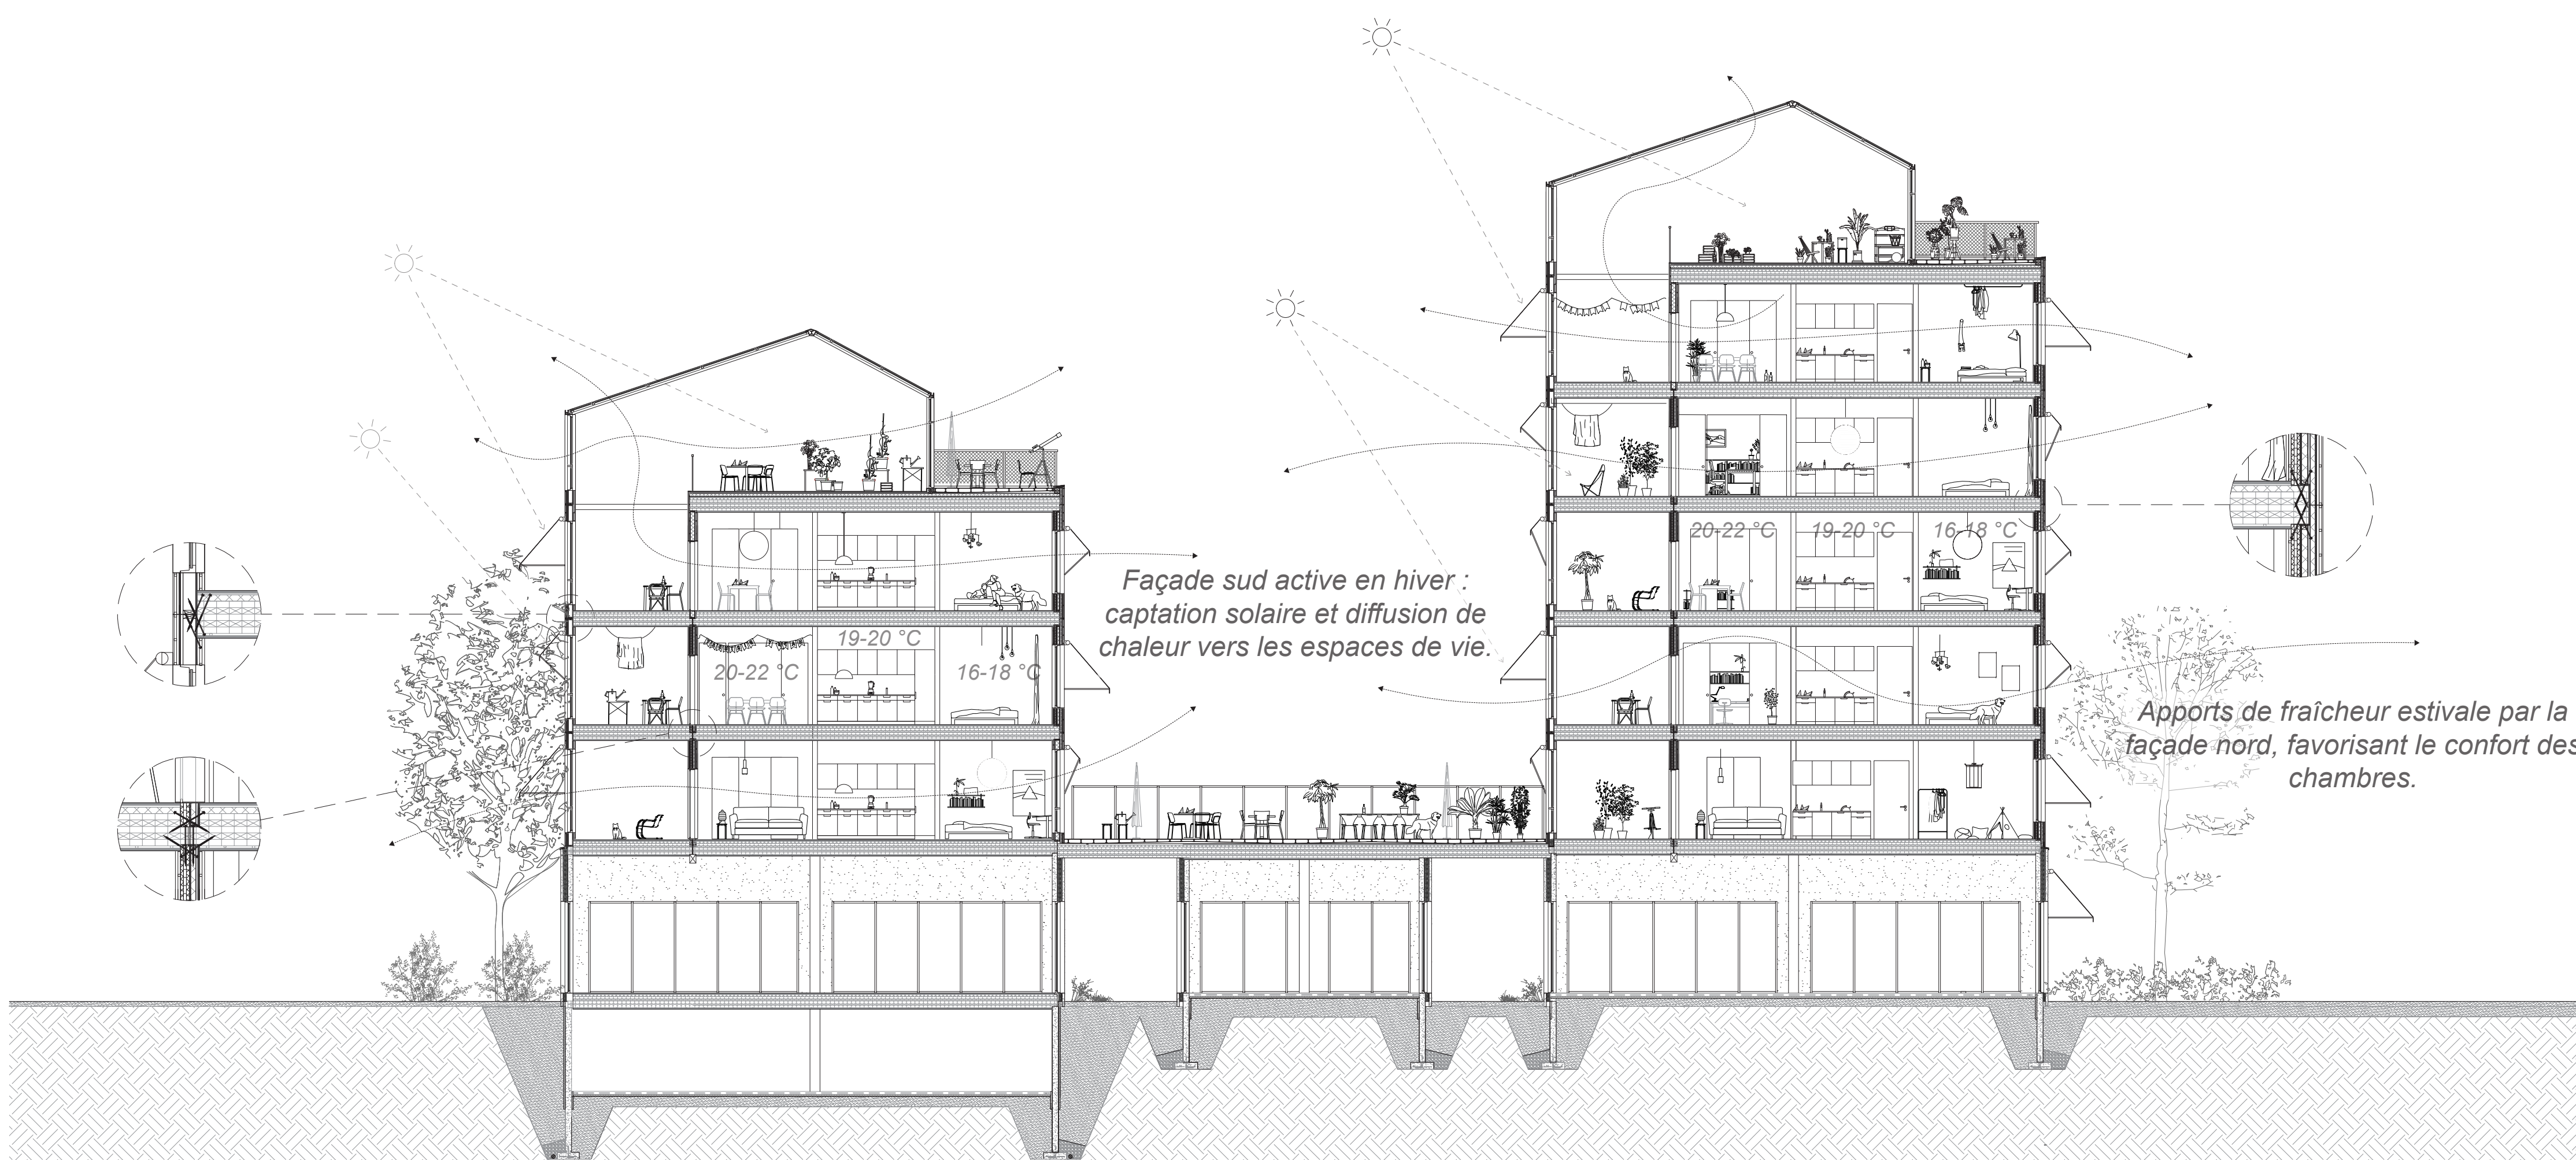 20-22 °C 19-20 °C 16-18 °C
Façade sud active en hiver :
captation solaire et diffusion de
chaleur vers les espaces de vie.
19-20 °C
20-22 °C
16-18 °C
Apports de fraîcheur estivale par la
façade nord, favorisant le confort des
chambres.